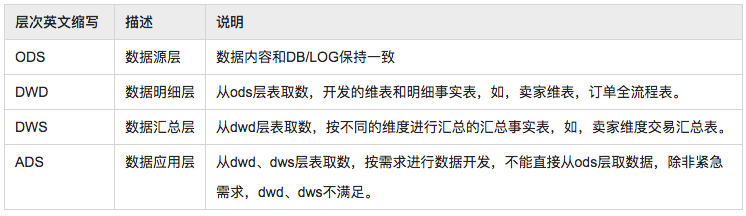 层次英文缩写 描述 说明
ODS 数据源层 数据内容和DB/LOG保持一致
DWD 数据明细层 从ods层表取数，开发的维表和明细事实表，如，卖家维表，订单全流程表。
DWS 数据汇总层 从dwd层表取数，按不同的维度进行汇总的汇总事实表，如，卖家维度交易汇总表。
ADS 数据应用层 从dwd、dws层表取数，按需求进行数据开发，不能直接从ods层取数据，除非紧急
需求，dwd、dws不满足。